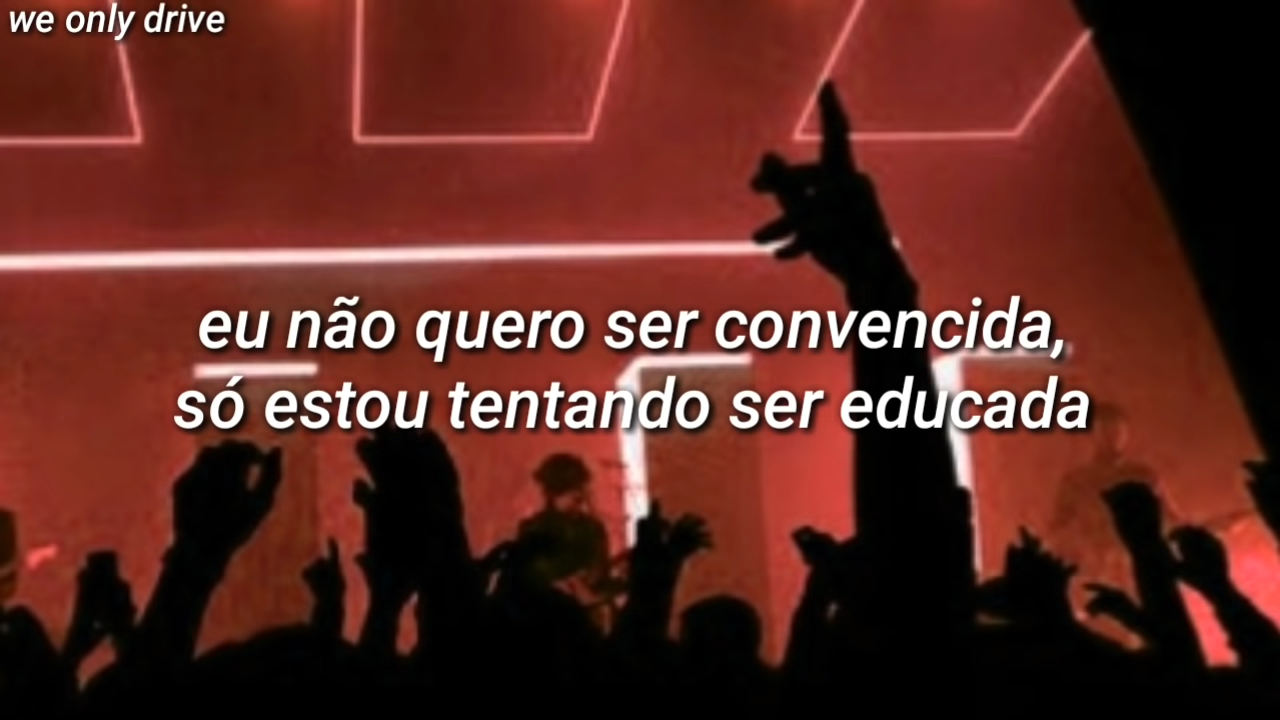 we only drive
eu não quero ser convencida,
só estou tentando ser educada